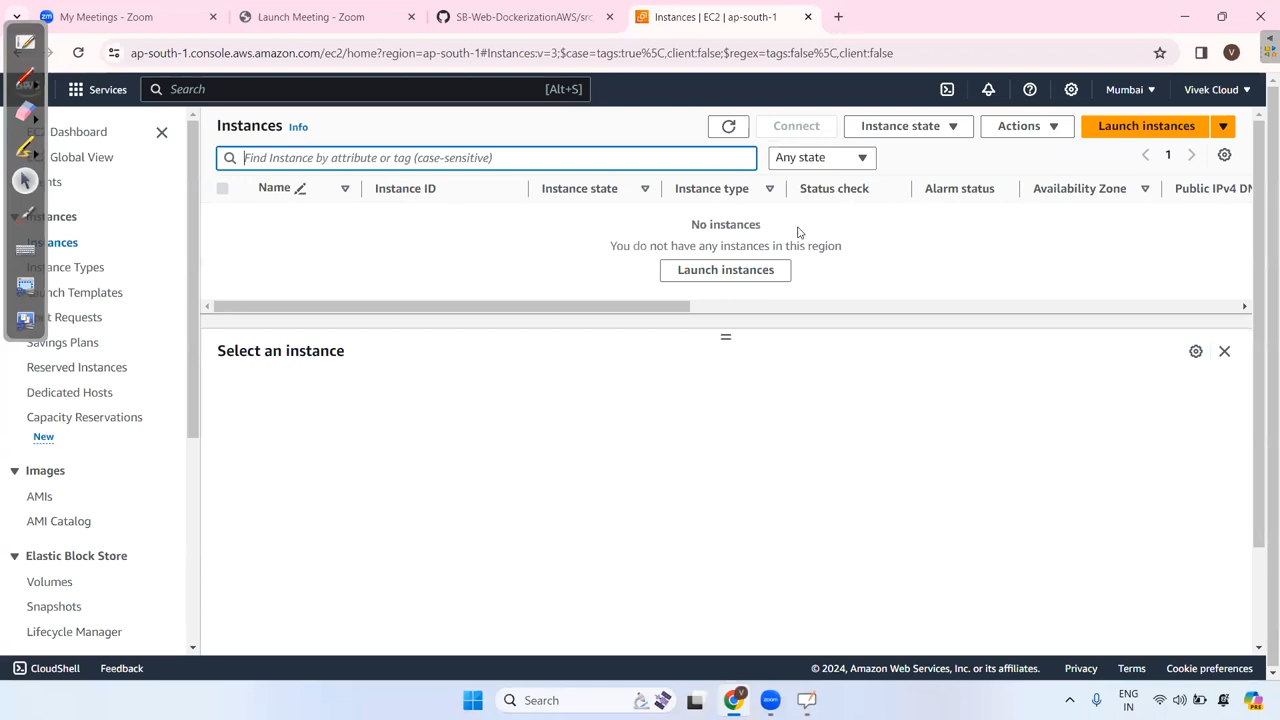 My Meetings - Zoom
Launch Meeting - Zoom
SB-Web-DockerizationAWS/src
Instances | EC2 | ap-south-1
ap-south-1.console.aws.amazon.com/ec2/home?region=ap-south-1#Instances:v=3;$case=tags:true%5C,client:false;$regex=tags:false%5C,client:false
V
Services
Search
[Alt+S]
Mumbai
Vivek Cloud
Dashboard
Global View
Instances
Instances
Instance Types
Launch Templates
Requests
Savings Plans
Reserved Instances
Dedicated Hosts
Capacity Reservations
New
Images
AMIs
AMI Catalog
Elastic Block Store
Volumes
Snapshots
Lifecycle Manager
Instances Info
Connect
Instance state
Actions
Launch instances
Find Instance by attribute or tag (case-sensitive)
Any state
1
Name
Instance ID
Instance state
Instance type
Status check
Alarm status
Availability Zone
Public IPv4 DN
No instances
You do not have any instances in this region
Launch instances
Select an instance
CloudShell
Feedback
© 2024, Amazon Web Services, Inc. or its affiliates.
Privacy
Terms
Cookie preferences
Search
zoom
ENG
IN
PRE